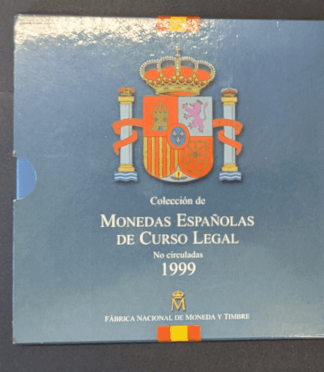 Colección de
MONEDAS ESPAÑOLAS
DE CURSO LEGAL
No circuladas
1999
M
FÁBRICA NACIONAL DE MONEDA Y TIMBRE